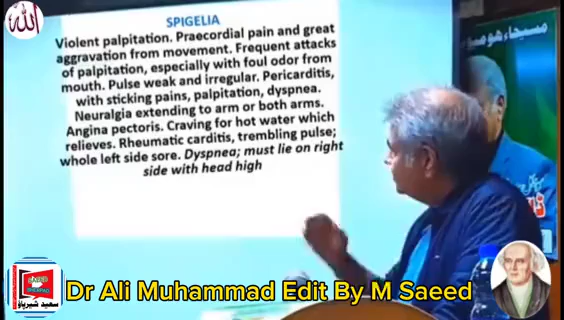 الله
SPIGELIA
Violent palpitation. Praecordial pain and great
aggravation from movement. Frequent attacks
of palpitation, especially with foul odor from
mouth. Pulse weak and irregular. Pericarditis,
with sticking pains, palpitation, dyspnea.
Neuralgia extending to arm or both arms.
Angina pectoris. Craving for hot water which
relieves. Rheumatic carditis, trembling pulse;
whole left side sore. Dyspnea; must lie on right
side with head high
Dr Ali Muhammad Edit By M Saeed